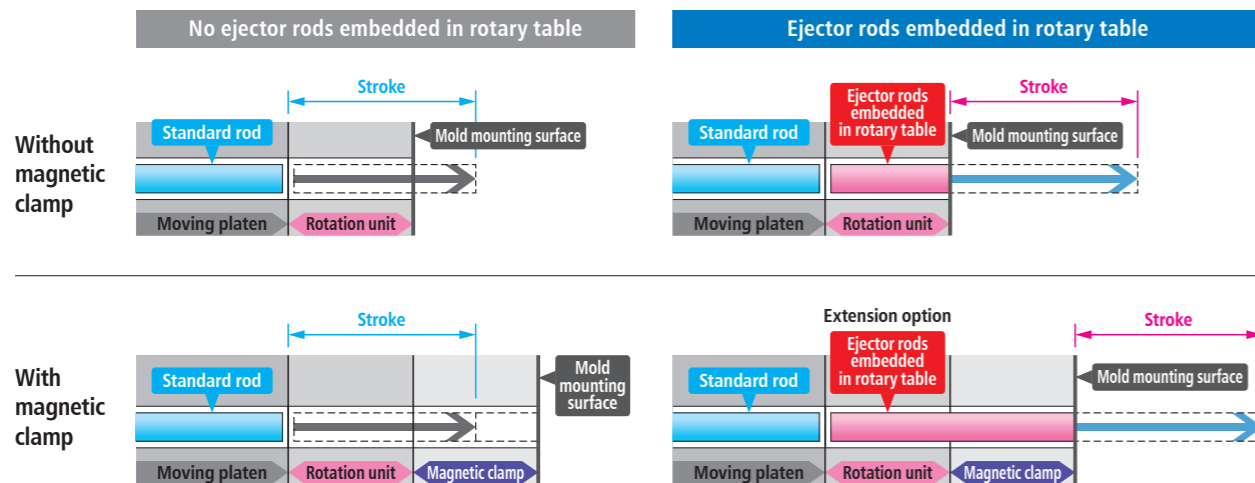 No ejector rods embedded in rotary table
Ejector rods embedded in rotary table
Without
magnetic
clamp
Stroke
Standard rod
Mold mounting surface
Moving platen
Rotation unit
Stroke
Standard rod
Ejector rods
embedded
in rotary table
Mold mounting surface
Moving platen
Rotation unit
With
magnetic
clamp
Stroke
Standard rod
Mold
mounting
surface
Moving platen
Rotation unit
Magnetic clamp
Extension option
Stroke
Standard rod
Ejector rods
embedded
in rotary table
Mold mounting surface
Moving platen
Rotation unit
Magnetic clamp